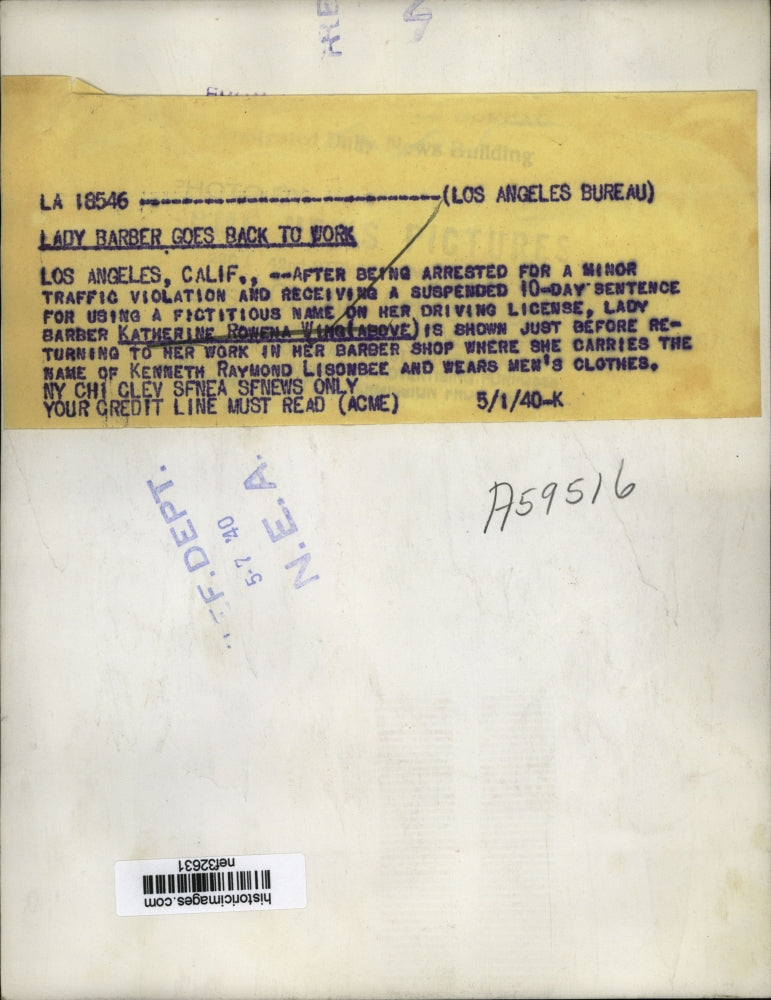 LA 18546 ------------------------------(LOS ANGELES BUREAU)
LADY BARBER GOES BACK TO WORK
LOS ANGELES, CALIF., --AFTER BEING ARRESTED FOR A MINOR
TRAFFIC VIOLATION AND RECEIVING A SUSPENDED 10-DAY SENTENCE
FOR USING A FICTITIOUS NAME ON HER DRIVING LICENSE, LADY
BARBER KATHERINE ROWENA WING(ABOVE)IS SHOWN JUST BEFORE RE-
TURNING TO HER WORK IN HER BARBER SHOP WHERE SHE CARRIES THE
NAME OF KENNETH RAYMOND LISONBEE AND WEARS MEN'S CLOTHES.
NY CHI CLEV SFNEA SFNEWS ONLY
YOUR CREDIT LINE MUST READ (ACME) 5/1/40-K
F. DEPT.
5-7 '40
N.E.A.
A59516
historicimages.com
nef32631